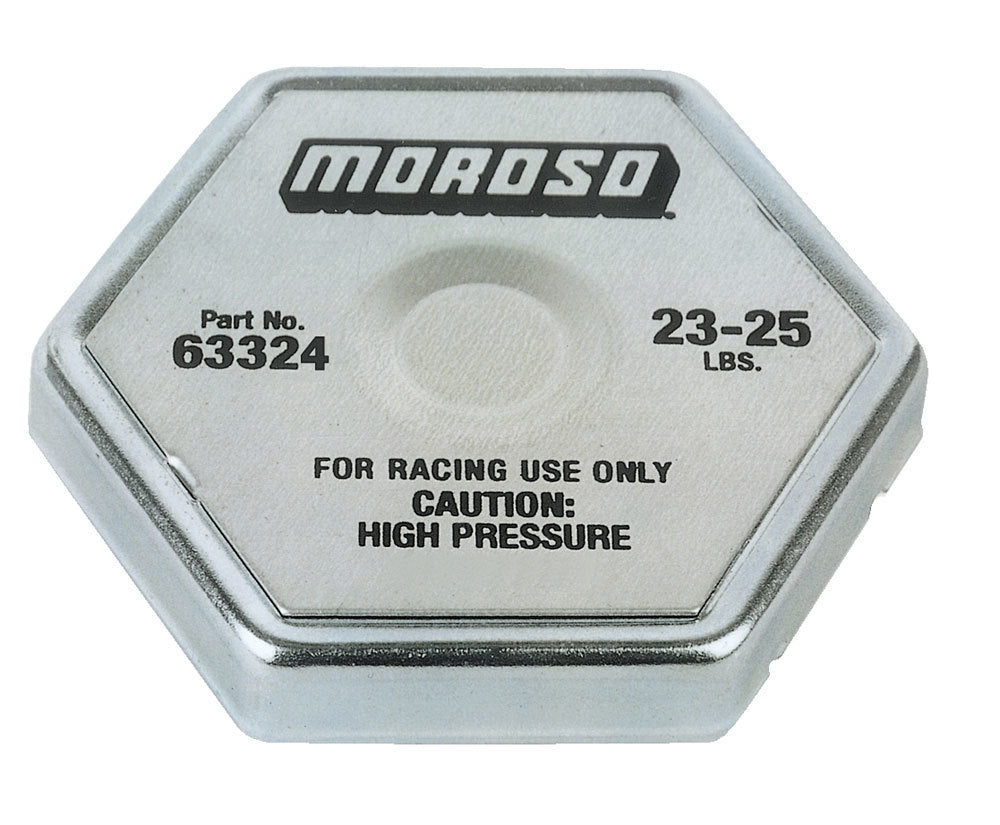 MOROSO
Part No.
63324
23-25
LBS.
FOR RACING USE ONLY
CAUTION:
HIGH PRESSURE